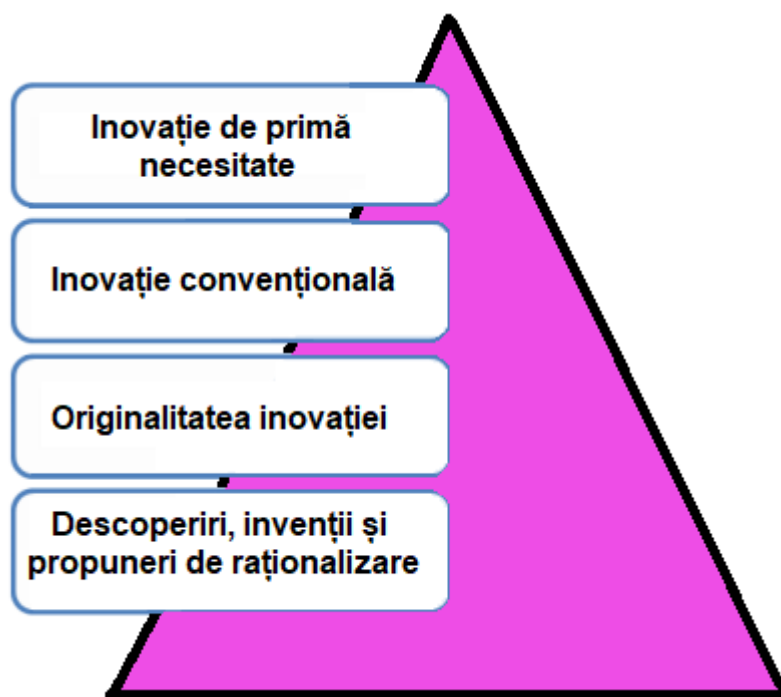 Inovație de primă
necesitate
Inovație convențională
Originalitatea inovației
Descoperiri, invenții și
propuneri de raționalizare